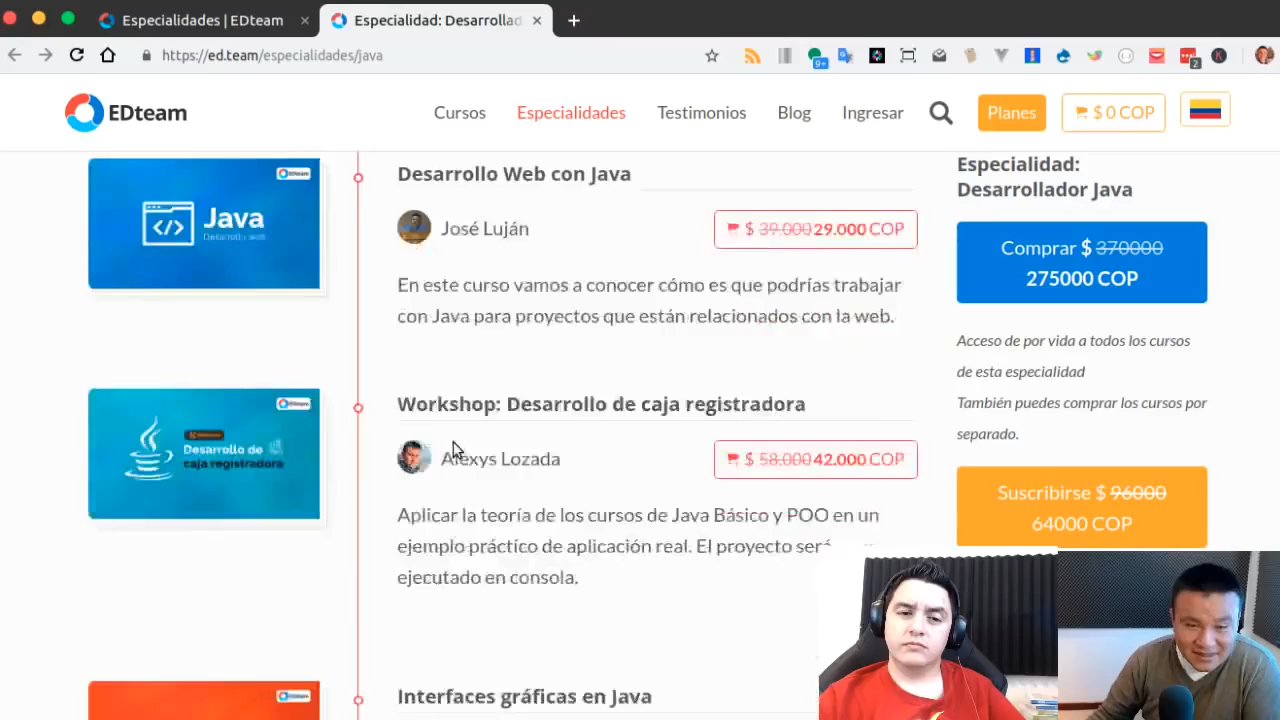 Especialidades | EDteam
Especialidad: Desarrollad
https://ed.team/especialidades/java
9+
2
EDteam
Cursos
Especialidades
Testimonios
Blog
Ingresar
Planes
$ 0 COP
Java
Desarrollo web
Desarrollo Web con Java
José Luján
$ 39.000 29.000 COP
En este curso vamos a conocer cómo es que podrías trabajar
con Java para proyectos que están relacionados con la web.
Desarrollo de
caja registradora
Workshop: Desarrollo de caja registradora
Alexys Lozada
$ 58.000 42.000 COP
Aplicar la teoría de los cursos de Java Básico y POO en un
ejemplo práctico de aplicación real. El proyecto será
ejecutado en consola.
Interfaces gráficas en Java
Especialidad:
Desarrollador Java
Comprar $ 370000
275000 COP
Acceso de por vida a todos los cursos
de esta especialidad
También puedes comprar los cursos por
separado.
Suscribirse $ 96000
64000 COP